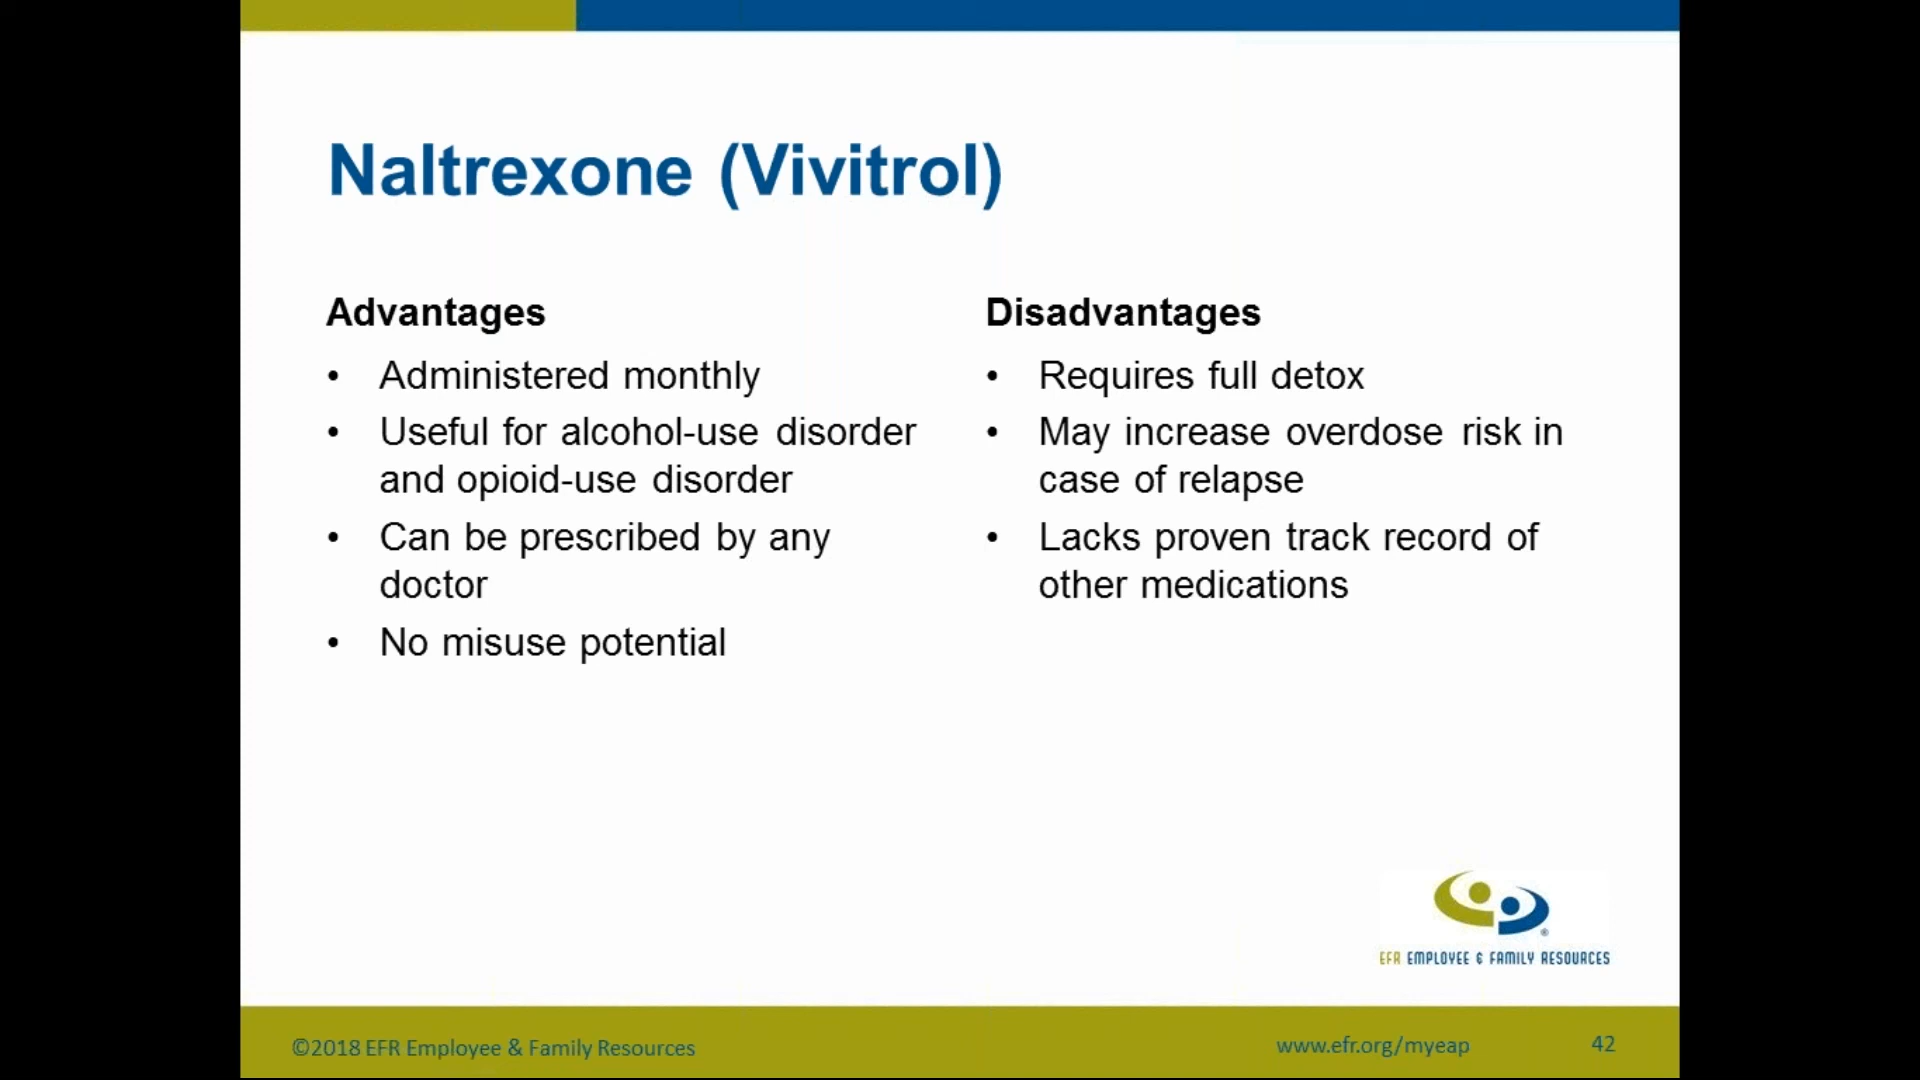 Naltrexone (Vivitrol)
Advantages
• Administered monthly
• Useful for alcohol-use disorder
and opioid-use disorder
• Can be prescribed by any
doctor
• No misuse potential
Disadvantages
• Requires full detox
• May increase overdose risk in
case of relapse
• Lacks proven track record of
other medications
®
EFR EMPLOYEE & FAMILY RESOURCES
©2018 EFR Employee & Family Resources
www.efr.org/myeap
42